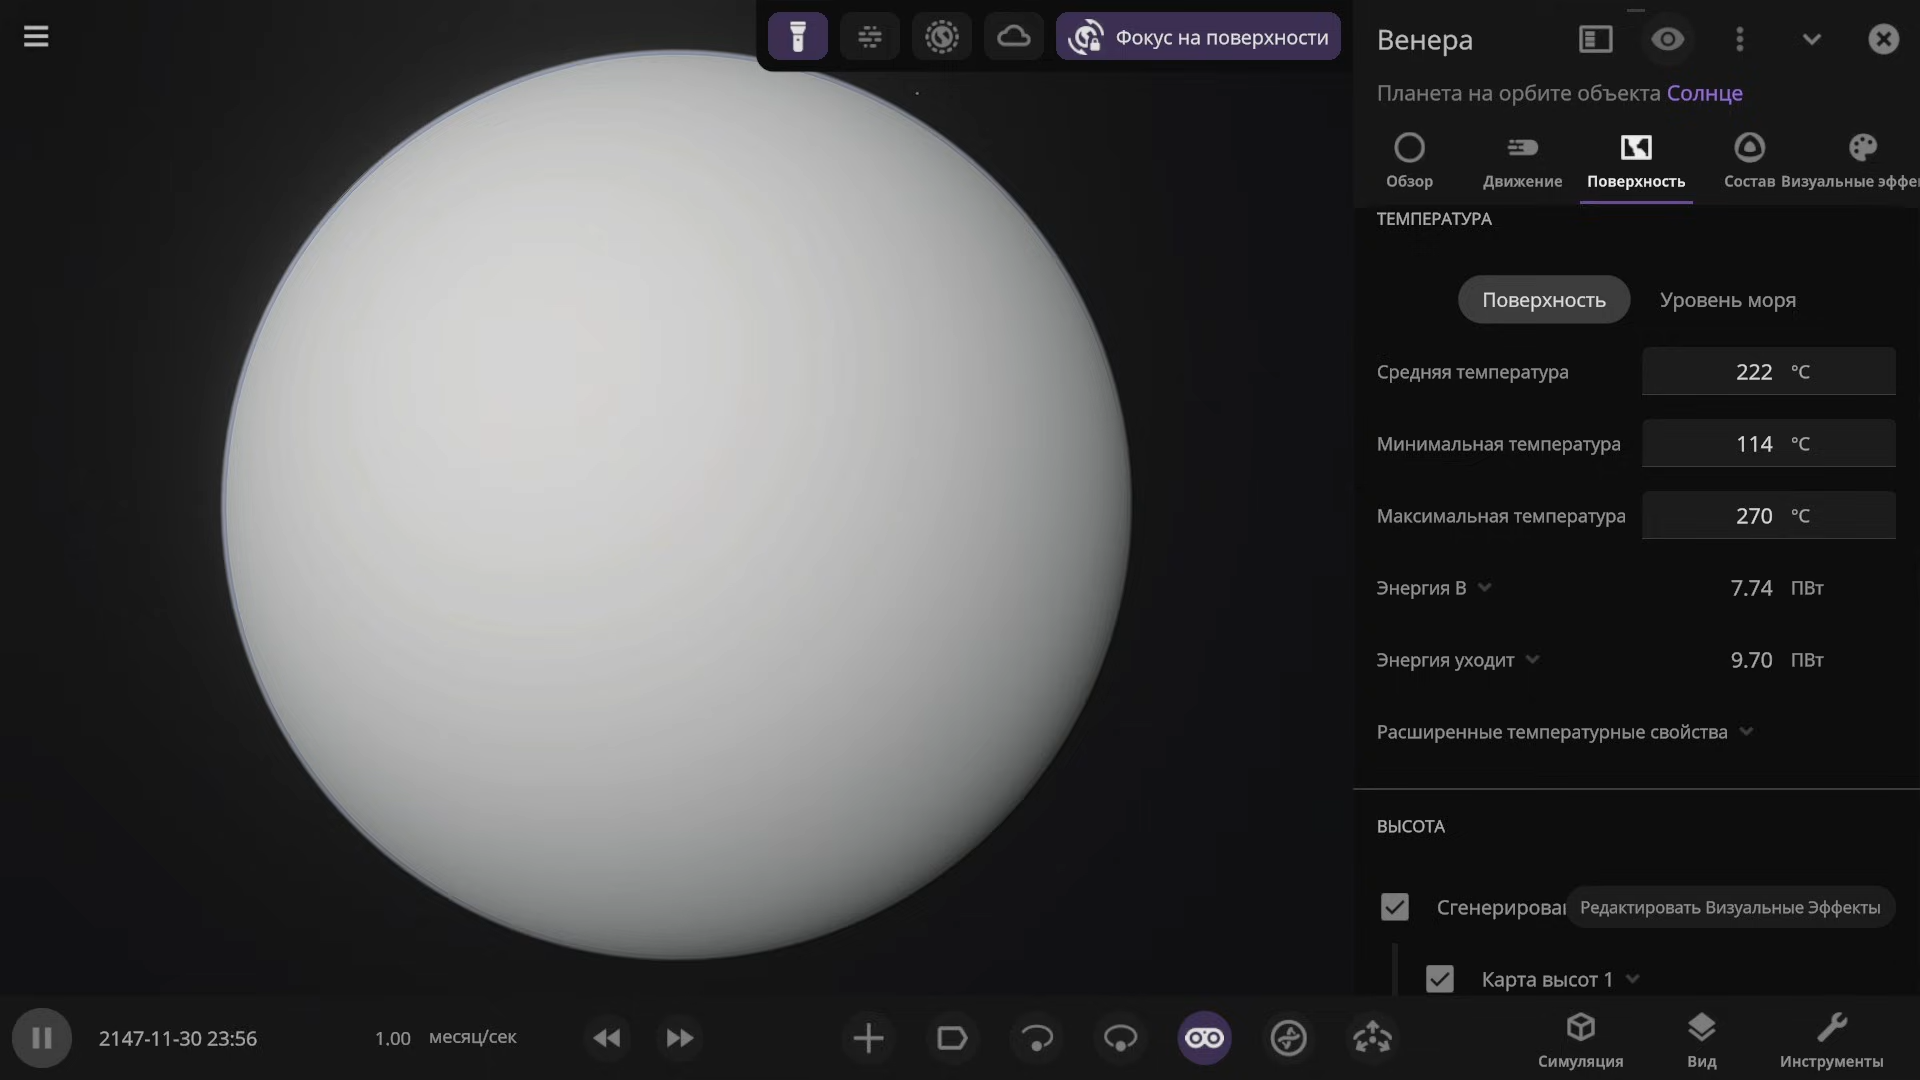 Фокус на поверхности
Венера
Планета на орбите объекта Солнце
Обзор
Движение
Поверхность
Состав
Визуальные эффек
ТЕМПЕРАТУРА
Поверхность
Уровень моря
Средняя температура 222 °C
Минимальная температура 114 °C
Максимальная температура 270 °C
Энергия В 7.74 ПВт
Энергия уходит 9.70 ПВт
Расширенные температурные свойства
ВЫСОТА
Сгенерирова
Редактировать Визуальные Эффекты
Карта высот 1
2147-11-30 23:56
1.00 месяц/сек
Симуляция
Вид
Инструменты